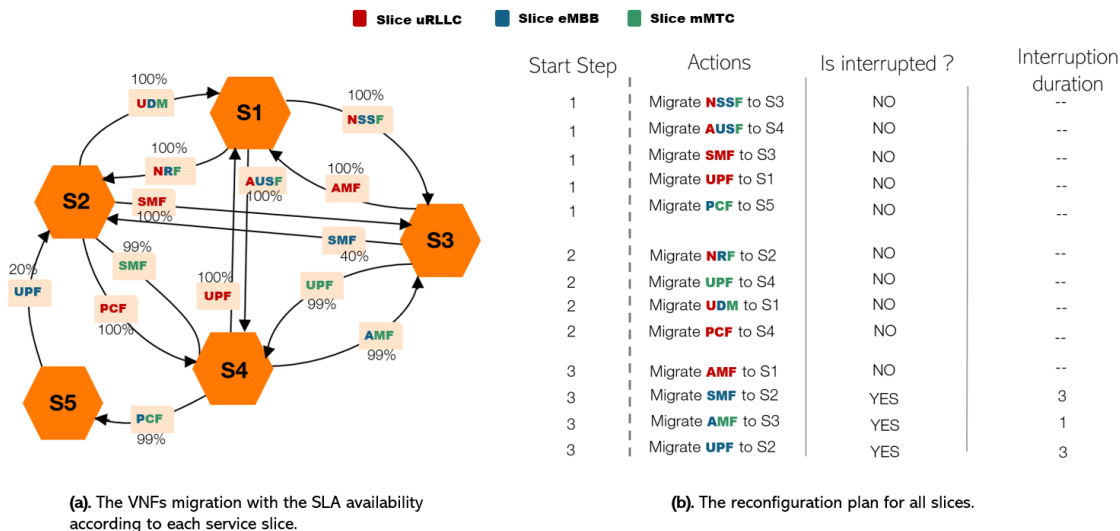 Slice uRLLC Slice eMBB Slice mMTC
100%
UDM
S1
100%
NSSF
100%
NRF
AUSF
100%
100%
AMF
S2
SMF
100%
S3
SMF
40%
99%
SMF
20%
UPF
PCF
100%
100%
UPF
UPF
99%
AMF
99%
S4
S5
PCF
99%
(a). The VNFs migration with the SLA availability
according to each service slice.
Start Step Actions Is interrupted ? Interruption
duration
1 Migrate NSSF to S3 NO --
1 Migrate AUSF to S4 NO --
1 Migrate SMF to S3 NO --
1 Migrate UPF to S1 NO --
1 Migrate PCF to S5 NO --
2 Migrate NRF to S2 NO --
2 Migrate UPF to S4 NO --
2 Migrate UDM to S1 NO --
2 Migrate PCF to S4 NO --
3 Migrate AMF to S1 NO --
3 Migrate SMF to S2 YES 3
3 Migrate AMF to S3 YES 1
3 Migrate UPF to S2 YES 3
(b). The reconfiguration plan for all slices.